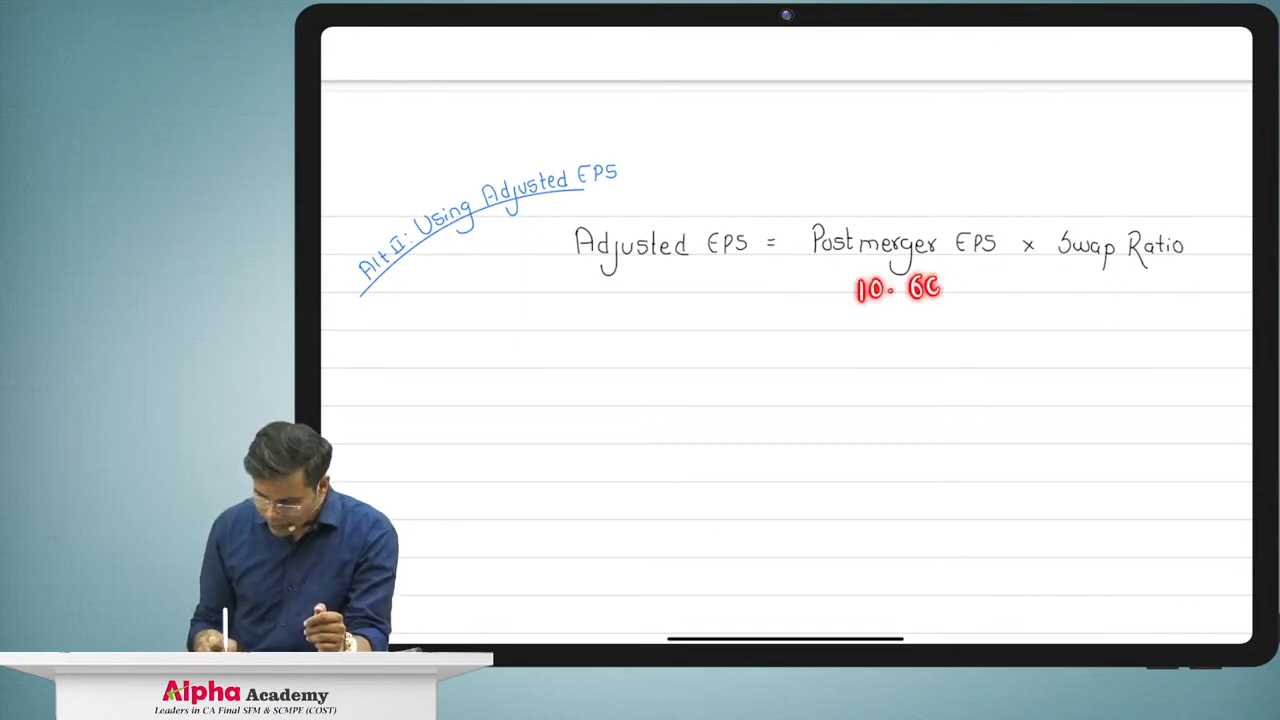 Alt II: Using Adjusted EPS
Adjusted EPS = Postmerger EPS x Swap Ratio
10.60
Alpha Academy
Leaders in CA Final SFM & SCMPE (COST)